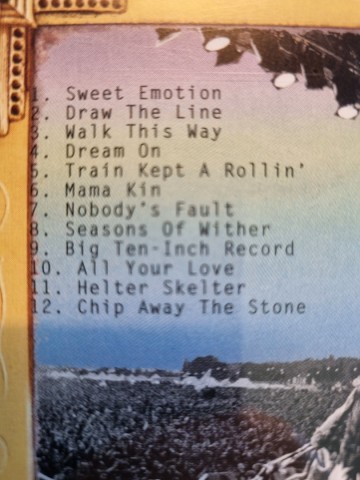 1. Sweet Emotion
2. Draw The Line
3. Walk This Way
4. Dream On
5. Train Kept A Rollin'
6. Mama Kin
7. Nobody's Fault
8. Seasons Of Wither
9. Big Ten-Inch Record
10. All Your Love
11. Helter Skelter
12. Chip Away The Stone